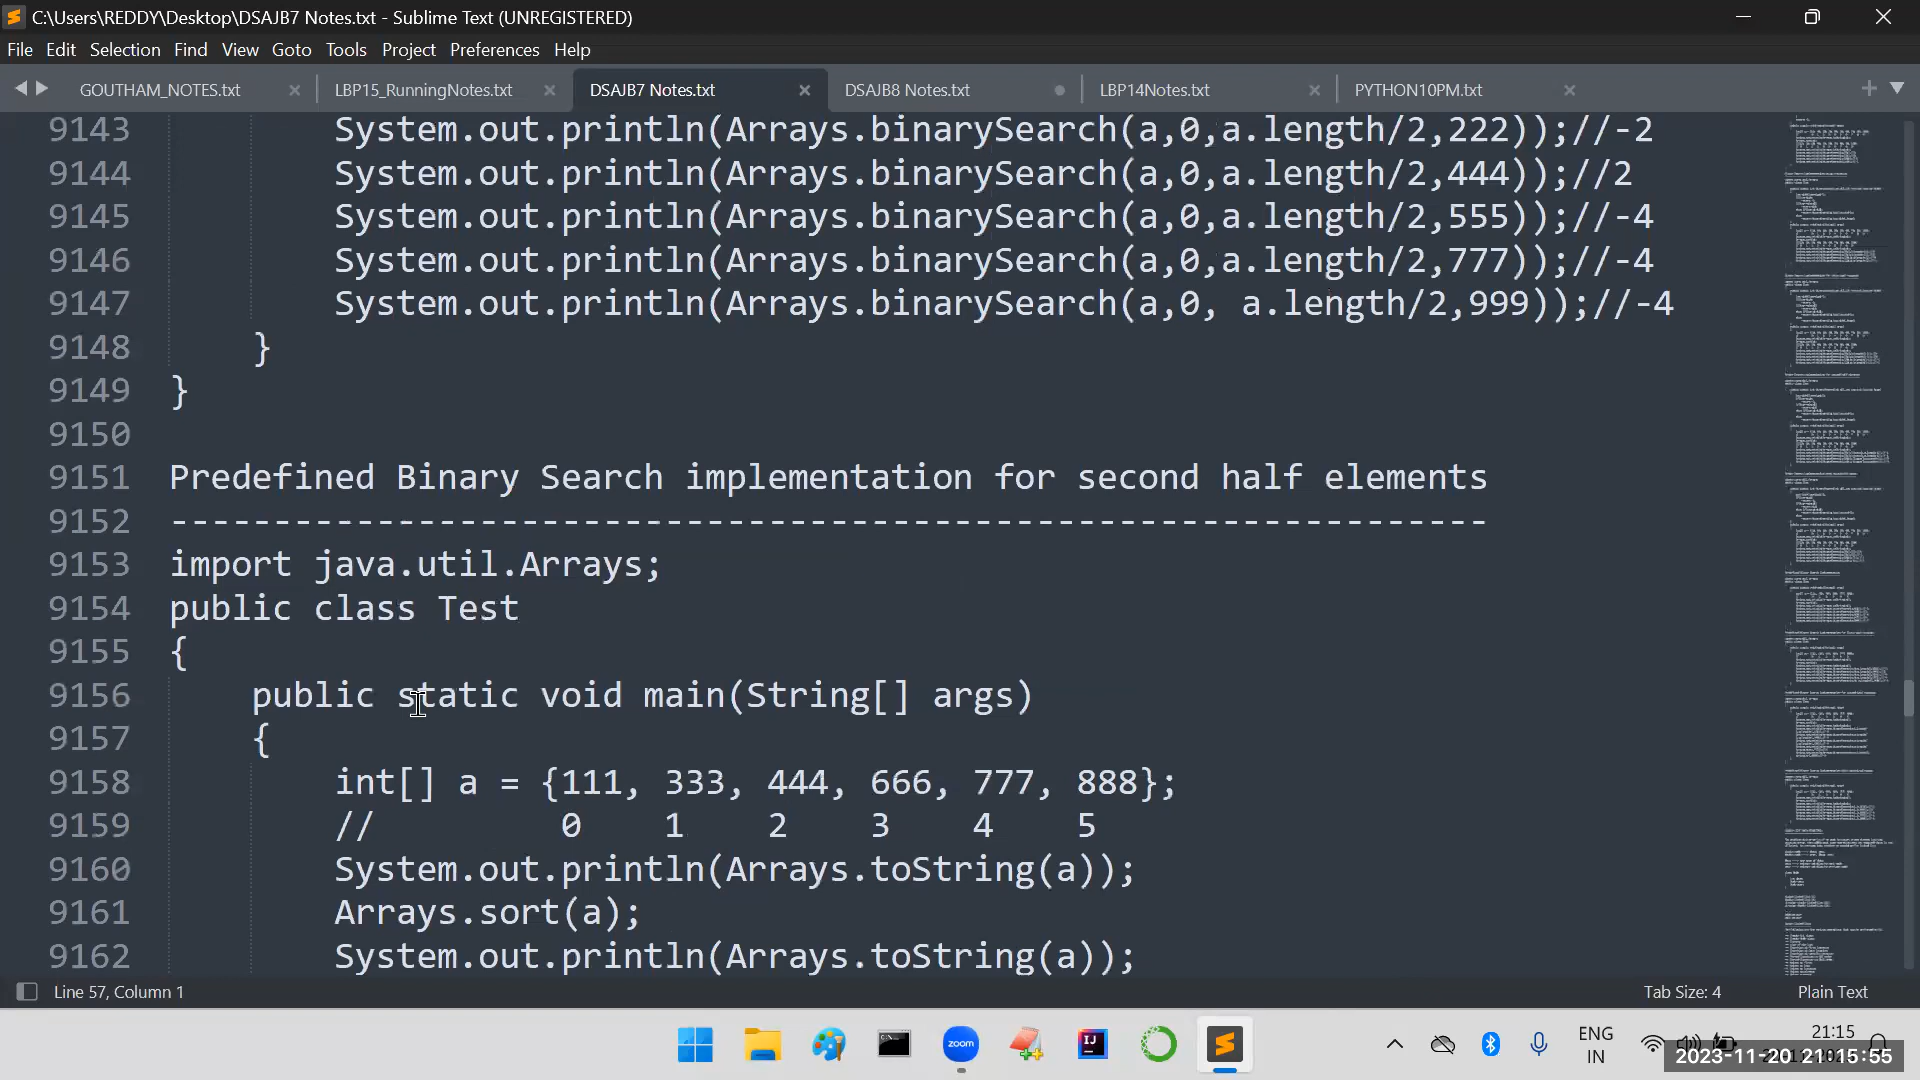 C:\Users\REDDY\Desktop\DSAJB7 Notes.txt - Sublime Text (UNREGISTERED)
File Edit Selection Find View Goto Tools Project Preferences Help
GOUTHAM_NOTES.txt LBP15_RunningNotes.txt DSAJB7 Notes.txt DSAJB8 Notes.txt LBP14Notes.txt PYTHON10PM.txt
9143 System.out.println(Arrays.binarySearch(a,0,a.length/2,222));//-2
9144 System.out.println(Arrays.binarySearch(a,0,a.length/2,444));//2
9145 System.out.println(Arrays.binarySearch(a,0,a.length/2,555));//-4
9146 System.out.println(Arrays.binarySearch(a,0,a.length/2,777));//-4
9147 System.out.println(Arrays.binarySearch(a,0, a.length/2,999));//-4
9148 }
9149 }
9150
9151 Predefined Binary Search implementation for second half elements
9152 ----------------------------------------------------------------
9153 import java.util.Arrays;
9154 public class Test
9155 {
9156 public static void main(String[] args)
9157 {
9158 int[] a = {111, 333, 444, 666, 777, 888};
9159 // 0 1 2 3 4 5
9160 System.out.println(Arrays.toString(a));
9161 Arrays.sort(a);
9162 System.out.println(Arrays.toString(a));
Line 57, Column 1 Tab Size: 4 Plain Text
zoom
IJ
ENG
IN
21:15
2023-11-20 21:15:55